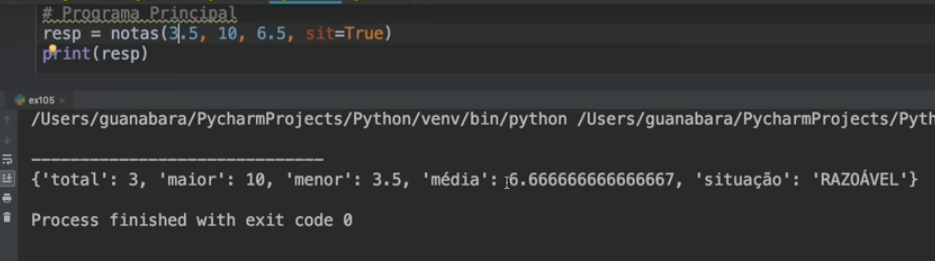 # Programa Principal
resp = notas(3.5, 10, 6.5, sit=True)
print(resp)
ex105 ×
/Users/guanabara/PycharmProjects/Python/venv/bin/python /Users/guanabara/PycharmProjects/Pyth
______________________________
{'total': 3, 'maior': 10, 'menor': 3.5, 'média': 6.666666666666667, 'situação': 'RAZOÁVEL'}
Process finished with exit code 0